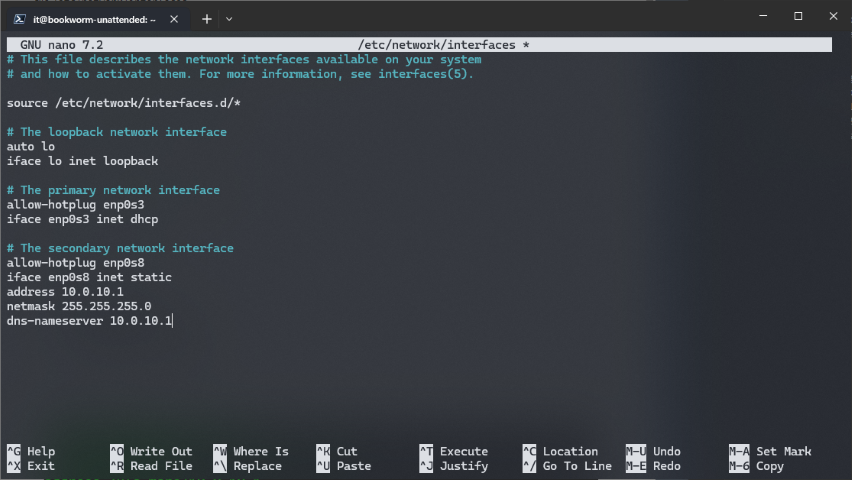 it@bookworm-unattended: ~
GNU nano 7.2 /etc/network/interfaces *
# This file describes the network interfaces available on your system
# and how to activate them. For more information, see interfaces(5).
source /etc/network/interfaces.d/*
# The loopback network interface
auto lo
iface lo inet loopback
# The primary network interface
allow-hotplug enp0s3
iface enp0s3 inet dhcp
# The secondary network interface
allow-hotplug enp0s8
iface enp0s8 inet static
address 10.0.10.1
netmask 255.255.255.0
dns-nameserver 10.0.10.1
^G Help ^O Write Out ^W Where Is ^K Cut ^T Execute ^C Location M-U Undo M-A Set Mark
^X Exit ^R Read File ^\ Replace ^U Paste ^J Justify ^/ Go To Line M-E Redo M-6 Copy